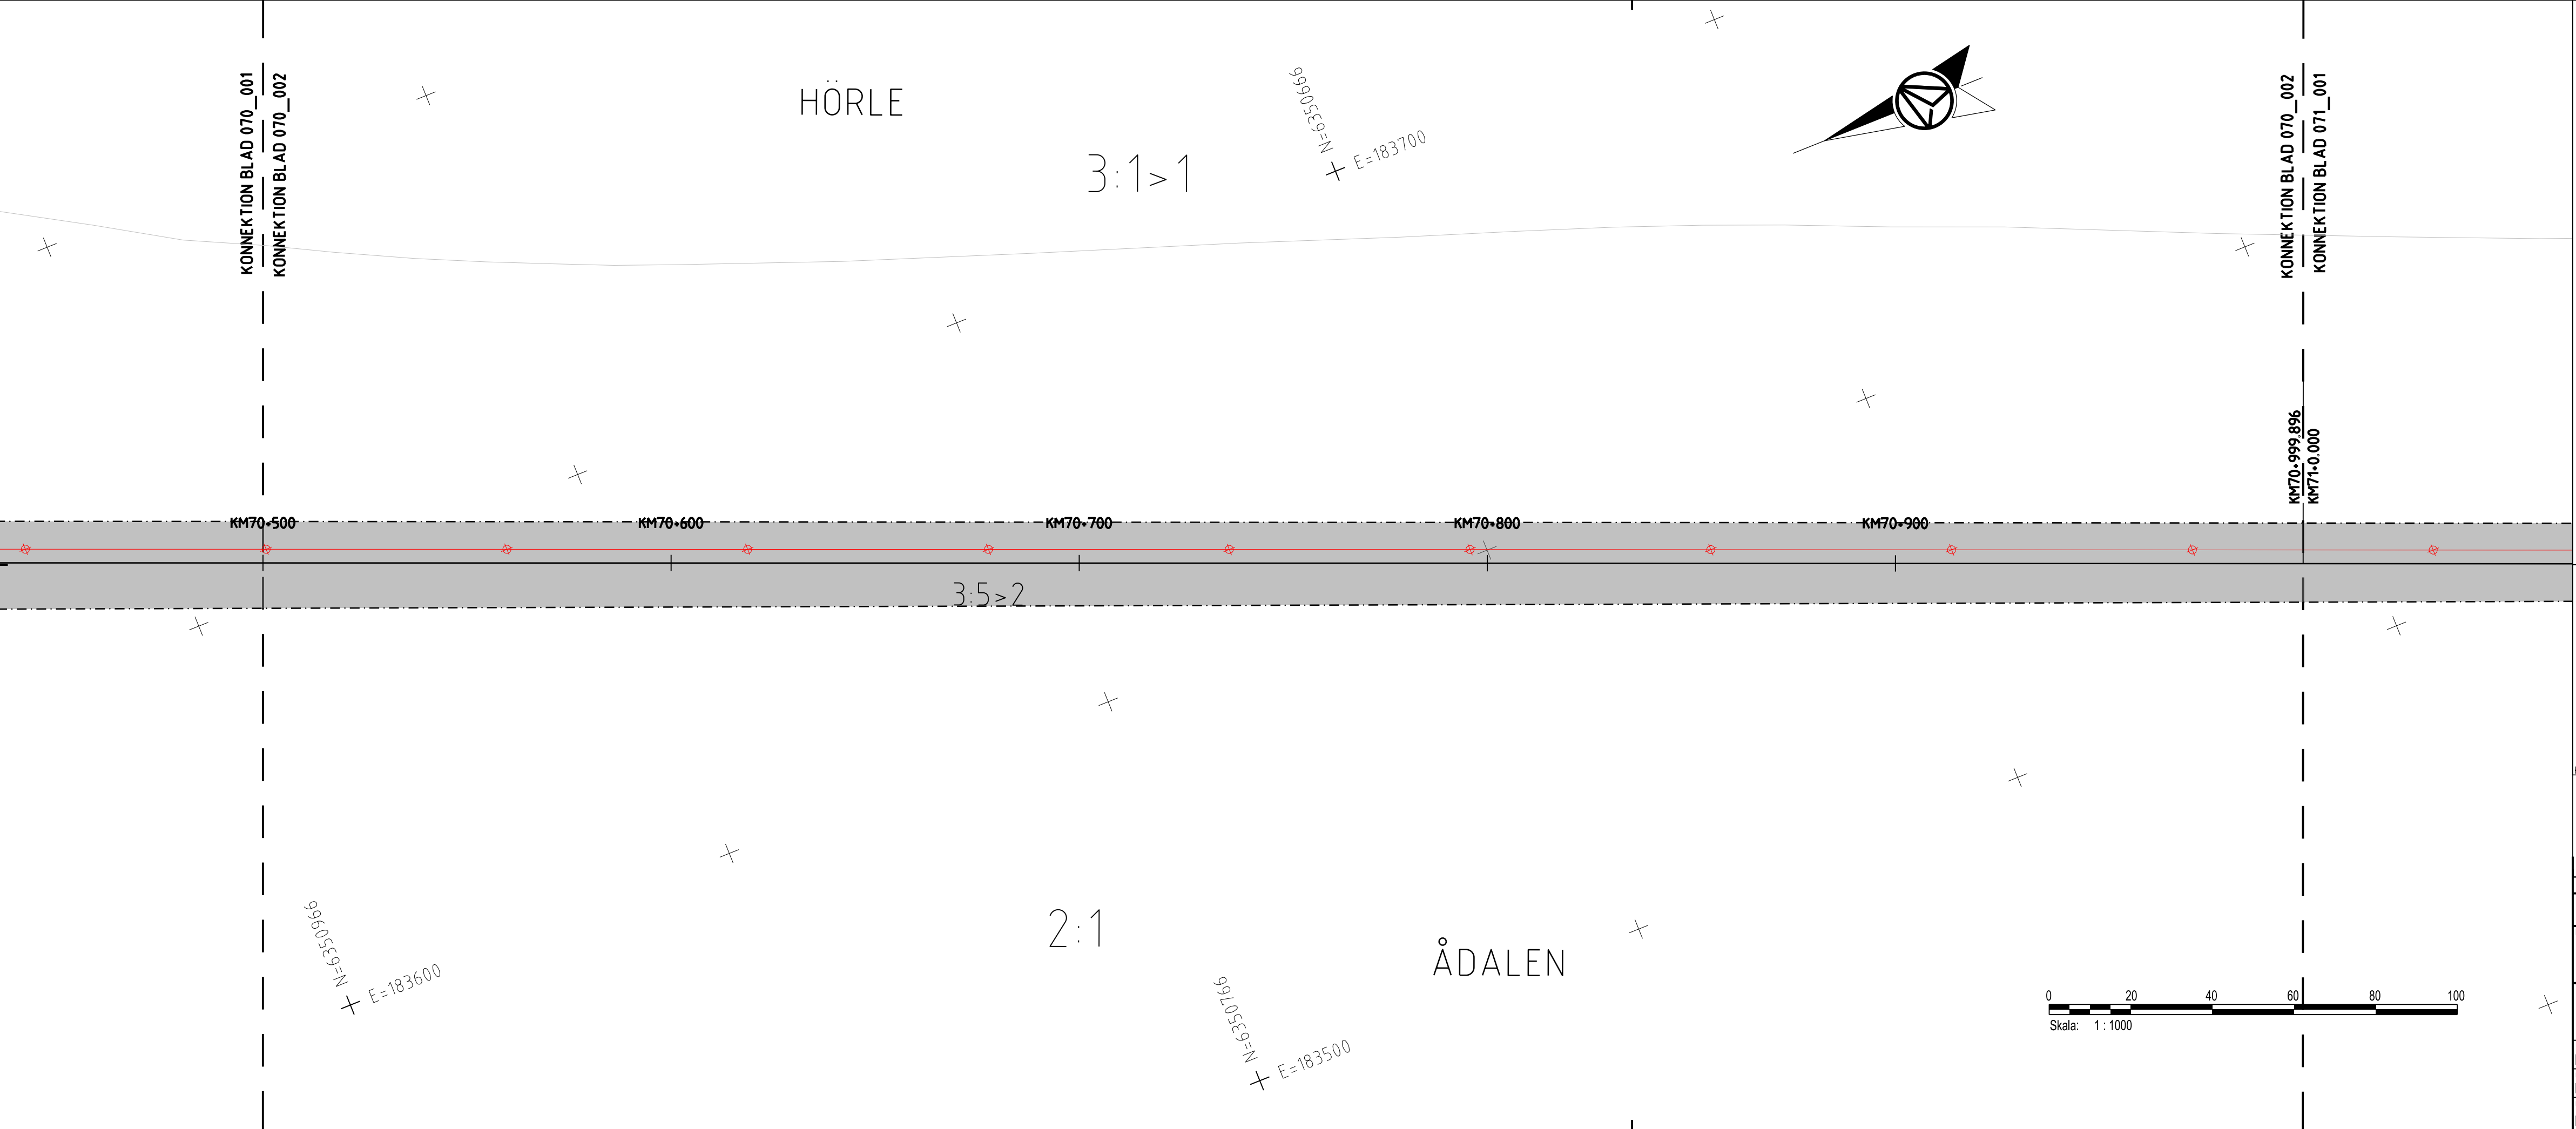 KONNEKTION BLAD 070_001
KONNEKTION BLAD 070_002
HÖRLE
3:1>1
N=6350666
E=183700
KONNEKTION BLAD 070_002
KONNEKTION BLAD 071_001
KM70+999.896
KM71+0.000
KM70+500
KM70+600
KM70+700
KM70+800
KM70+900
3:5>2
2:1
ÅDALEN
N=6350966
E=183600
N=6350766
E=183500
0 20 40 60 80 100
Skala: 1 : 1000